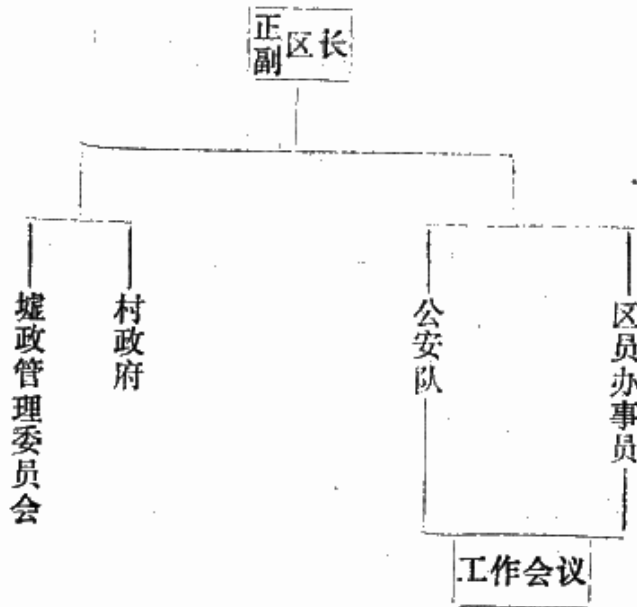 正副区长
墟政管理委员会
村政府
公安队
区员办事员
工作会议